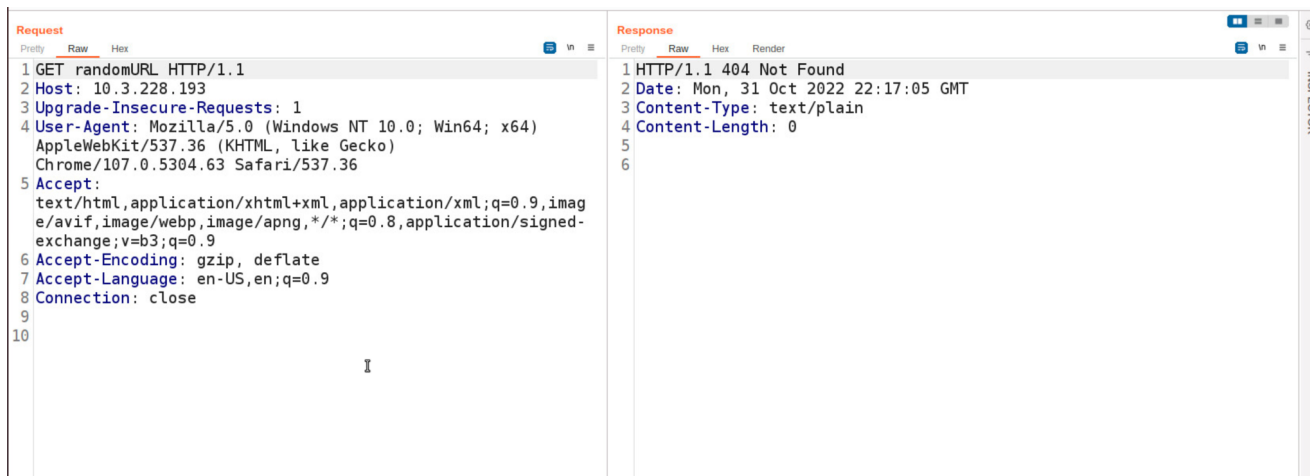 Request
Pretty Raw Hex \n
1 GET randomURL HTTP/1.1
2 Host: 10.3.228.193
3 Upgrade-Insecure-Requests: 1
4 User-Agent: Mozilla/5.0 (Windows NT 10.0; Win64; x64)
AppleWebKit/537.36 (KHTML, like Gecko)
Chrome/107.0.5304.63 Safari/537.36
5 Accept:
text/html,application/xhtml+xml,application/xml;q=0.9,imag
e/avif,image/webp,image/apng,*/*;q=0.8,application/signed-
exchange;v=b3;q=0.9
6 Accept-Encoding: gzip, deflate
7 Accept-Language: en-US,en;q=0.9
8 Connection: close
9
10
Response
Pretty Raw Hex Render \n
1 HTTP/1.1 404 Not Found
2 Date: Mon, 31 Oct 2022 22:17:05 GMT
3 Content-Type: text/plain
4 Content-Length: 0
5
6